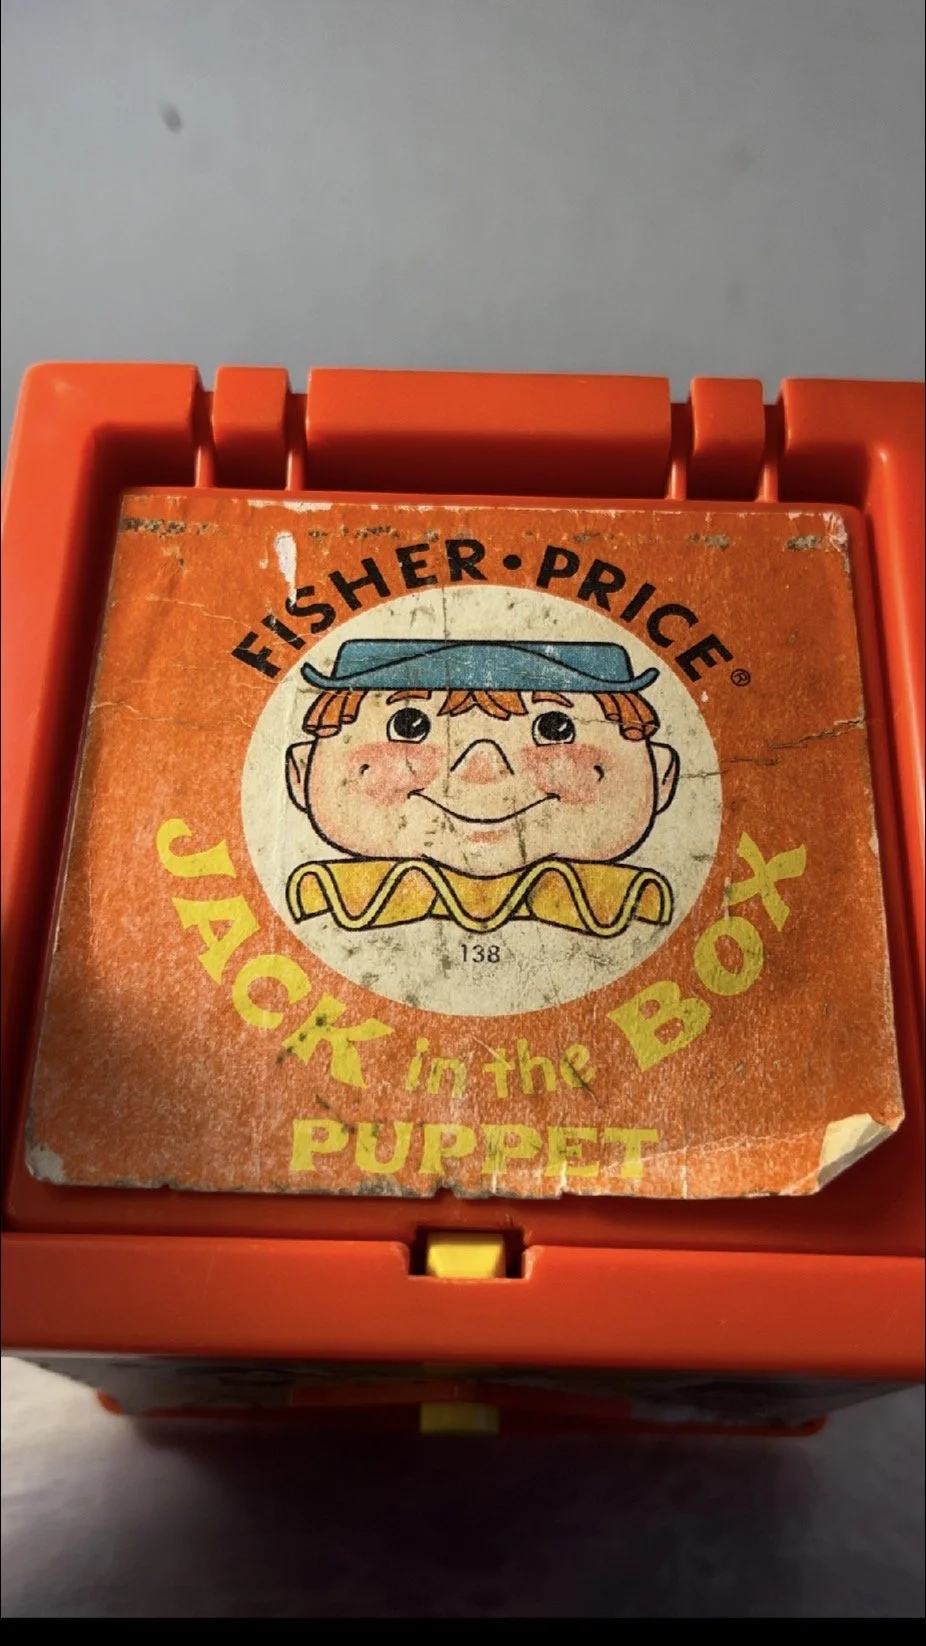 FISHER·PRICE®
138
JACK in the BOX
PUPPET